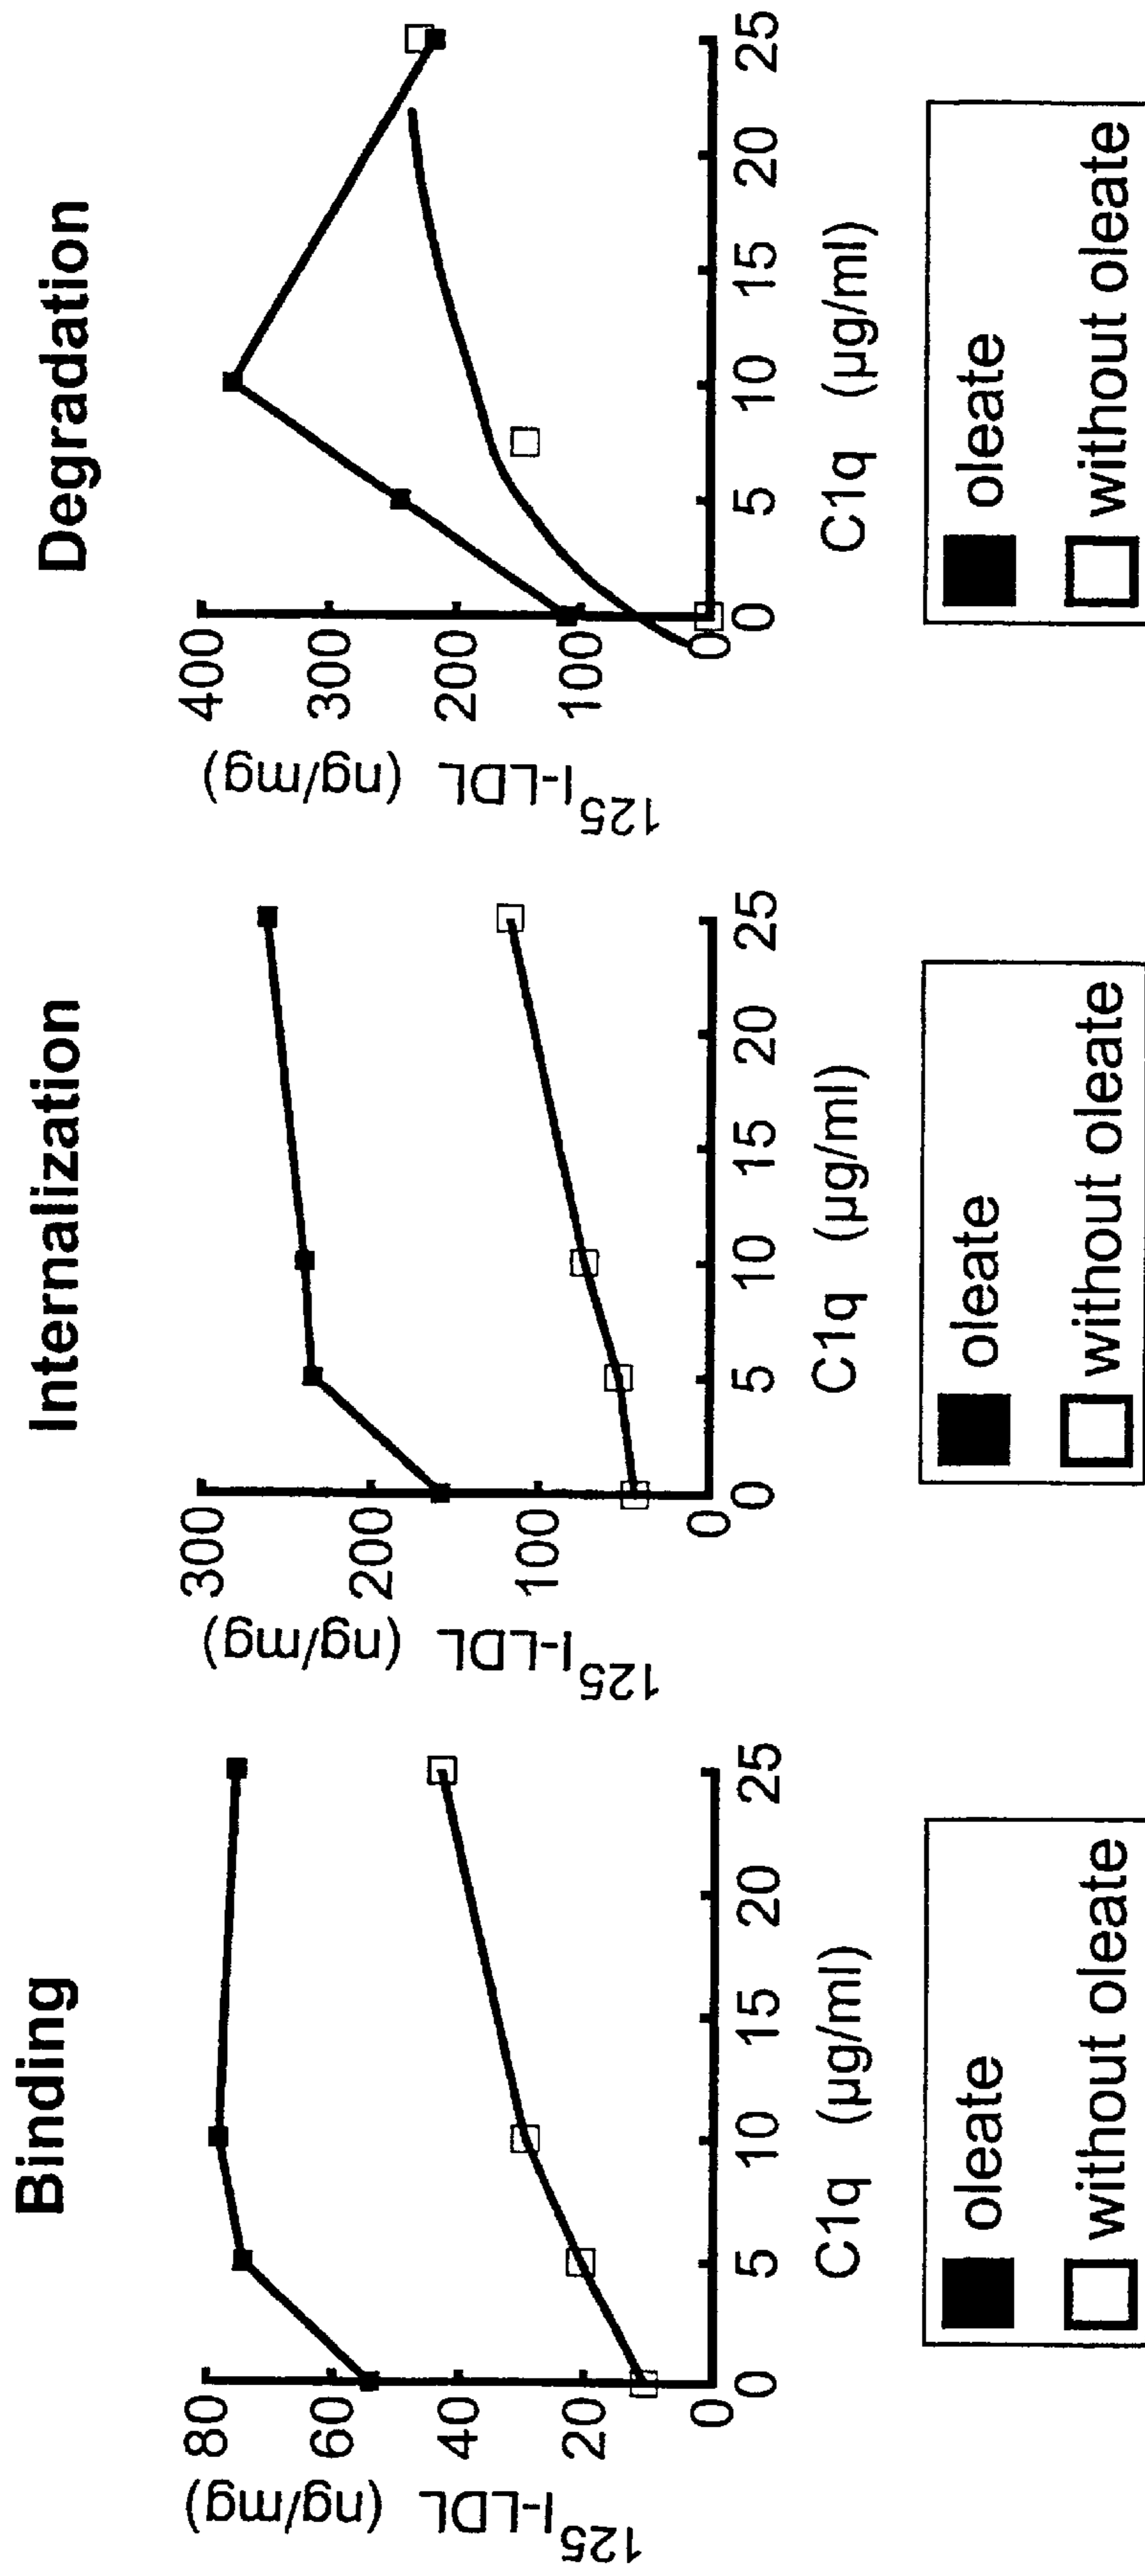 Binding
80
60
40
20
0
¹²⁵I-LDL (ng/mg)
0 5 10 15 20 25
C1q (µg/ml)
oleate
without oleate
Internalization
300
200
100
0
¹²⁵I-LDL (ng/mg)
0 5 10 15 20 25
C1q (µg/ml)
oleate
without oleate
Degradation
400
300
200
100
0
¹²⁵I-LDL (ng/mg)
0 5 10 15 20 25
C1q (µg/ml)
oleate
without oleate